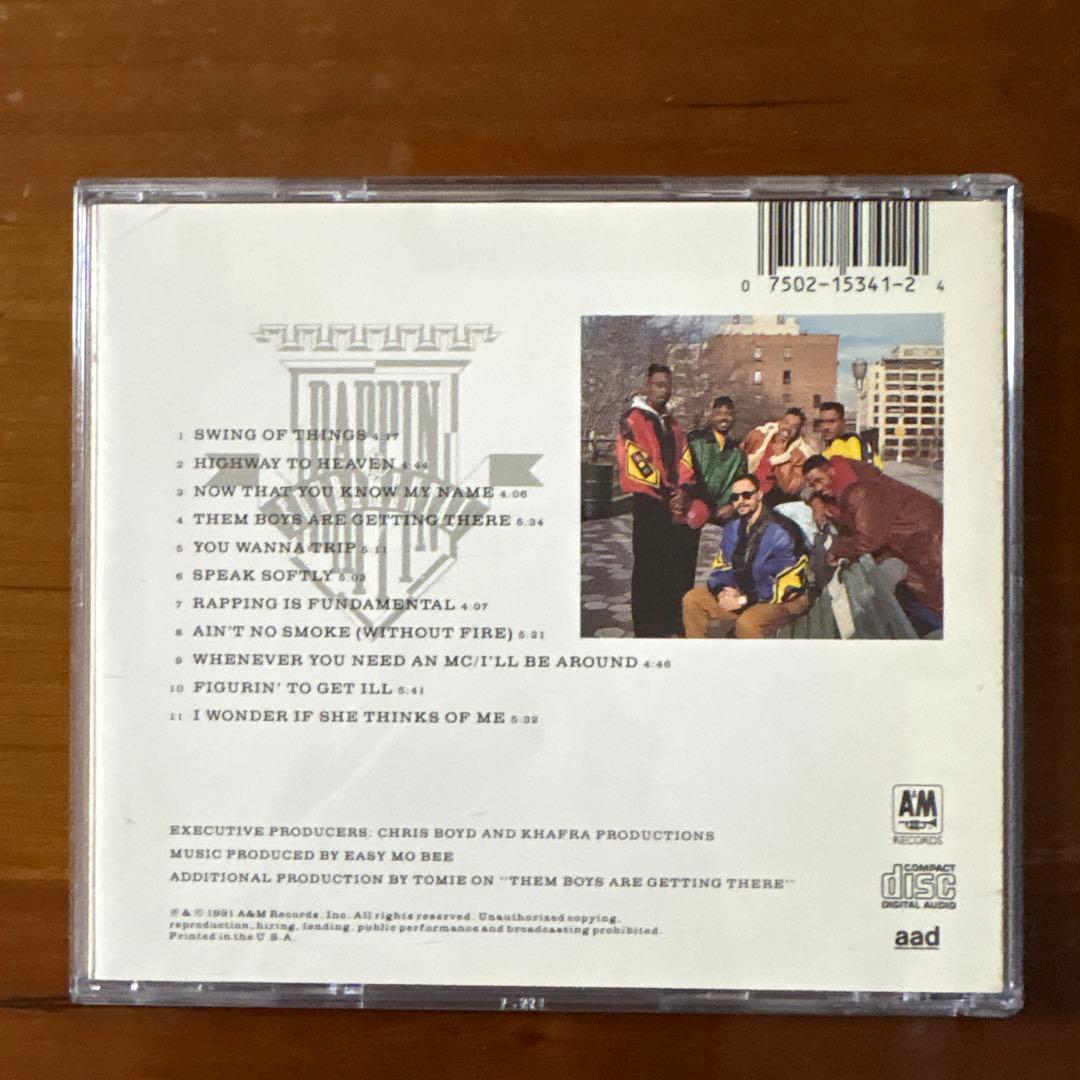 0 7502-15341-2 4
RAPPIN
1 SWING OF THINGS 4:17
2 HIGHWAY TO HEAVEN 4:44
3 NOW THAT YOU KNOW MY NAME 4:06
4 THEM BOYS ARE GETTING THERE 5:34
5 YOU WANNA TRIP 5:11
6 SPEAK SOFTLY 5:03
7 RAPPING IS FUNDAMENTAL 4:07
8 AIN'T NO SMOKE (WITHOUT FIRE) 5:21
9 WHENEVER YOU NEED AN MC/I'LL BE AROUND 4:46
10 FIGURIN' TO GET ILL 5:41
11 I WONDER IF SHE THINKS OF ME 5:32
EXECUTIVE PRODUCERS: CHRIS BOYD AND KHAFRA PRODUCTIONS
MUSIC PRODUCED BY EASY MO BEE
ADDITIONAL PRODUCTION BY TOMIE ON "THEM BOYS ARE GETTING THERE"
℗ & © 1991 A&M Records, Inc. All rights reserved. Unauthorized copying,
reproduction, hiring, lending, public performance and broadcasting prohibited.
Printed in the U.S.A.
A&M
RECORDS
COMPACT
disc
DIGITAL AUDIO
aad